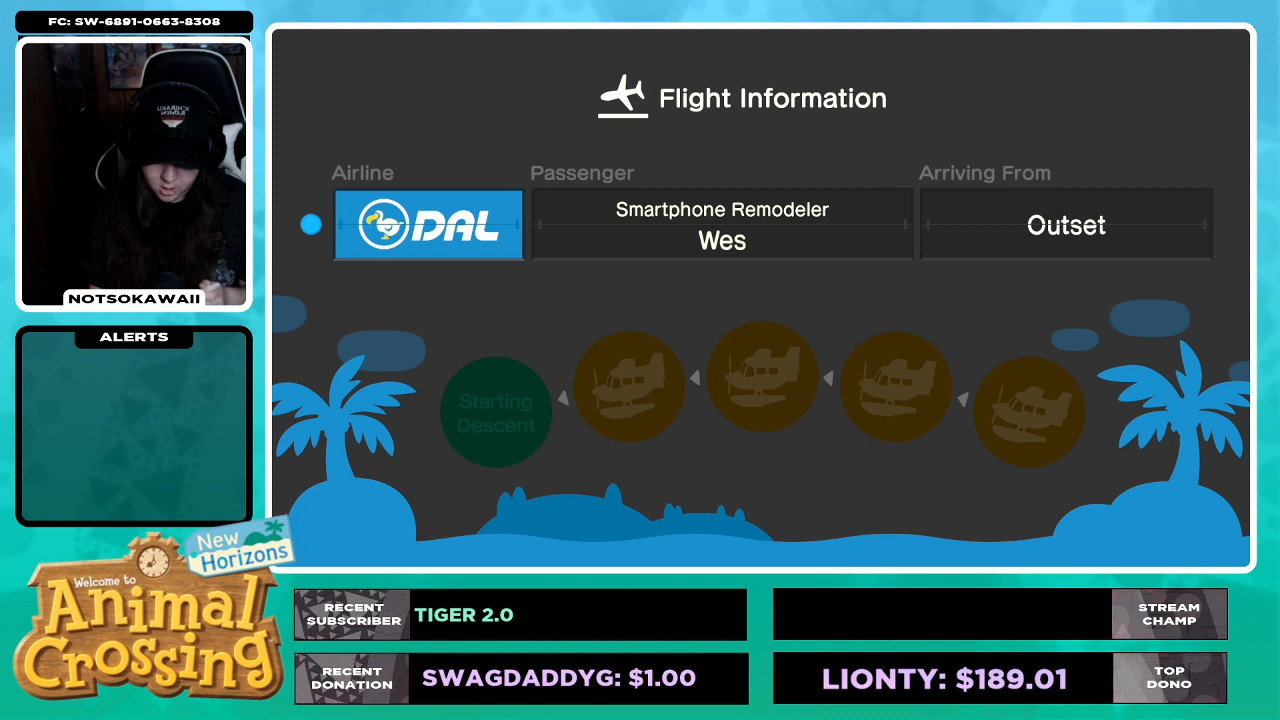 FC: SW-6891-0663-8308
NOTSOKAWAII
ALERTS
Flight Information
Airline
Passenger
Arriving From
DAL
Smartphone Remodeler
Wes
Outset
Starting
Descent
New
Horizons
Welcome to
Animal
Crossing
RECENT
SUBSCRIBER
TIGER 2.0
STREAM
CHAMP
RECENT
DONATION
SWAGDADDYG: $1.00
LIONTY: $189.01
TOP
DONO